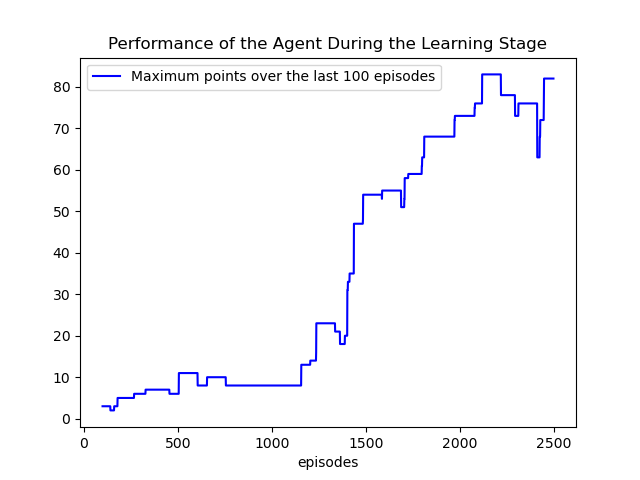 Performance of the Agent During the Learning Stage
Maximum points over the last 100 episodes
80
70
60
50
40
30
20
10
0
0 500 1000 1500 2000 2500
episodes